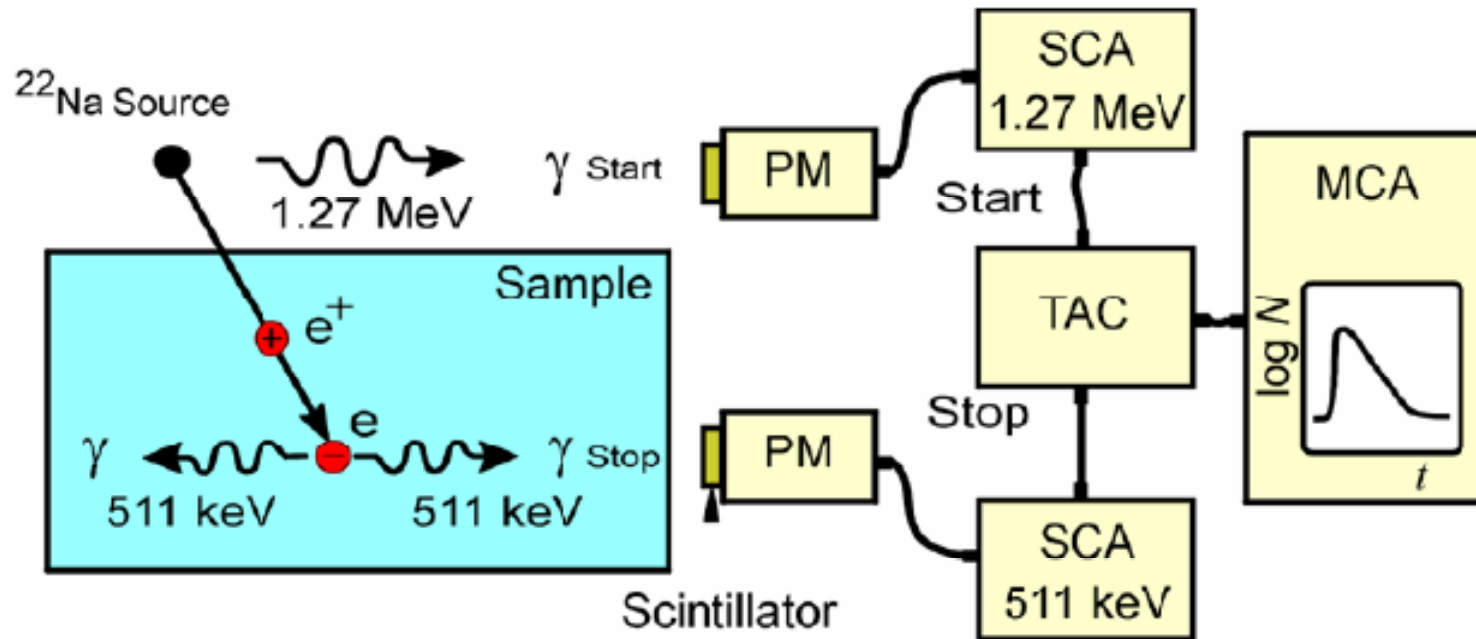 ²²Na Source
1.27 MeV
γ Start
PM
SCA
1.27 MeV
Start
MCA
Sample
e⁺
TAC
log N
t
Stop
e
γ
γ Stop
511 keV
511 keV
PM
SCA
511 keV
Scintillator